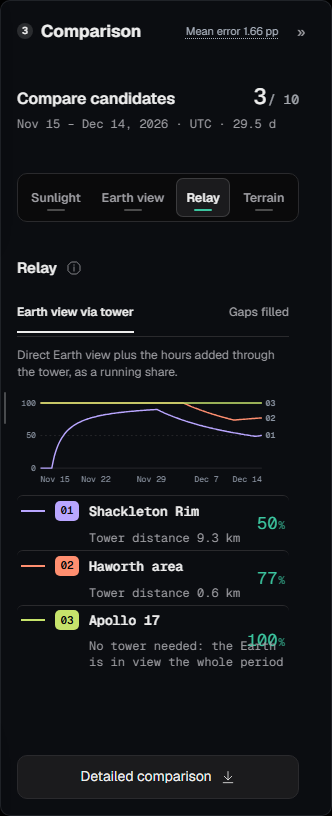 3 Comparison Mean error 1.66 pp »
Compare candidates 3 / 10
Nov 15 – Dec 14, 2026 · UTC · 29.5 d
Sunlight Earth view Relay Terrain
Relay
Earth view via tower Gaps filled
Direct Earth view plus the hours added through
the tower, as a running share.
100 03
02
50 01
0
Nov 15 Nov 22 Nov 29 Dec 7 Dec 14
01 Shackleton Rim 50%
Tower distance 9.3 km
02 Haworth area 77%
Tower distance 0.6 km
03 Apollo 17 100%
No tower needed: the Earth
is in view the whole period
Detailed comparison